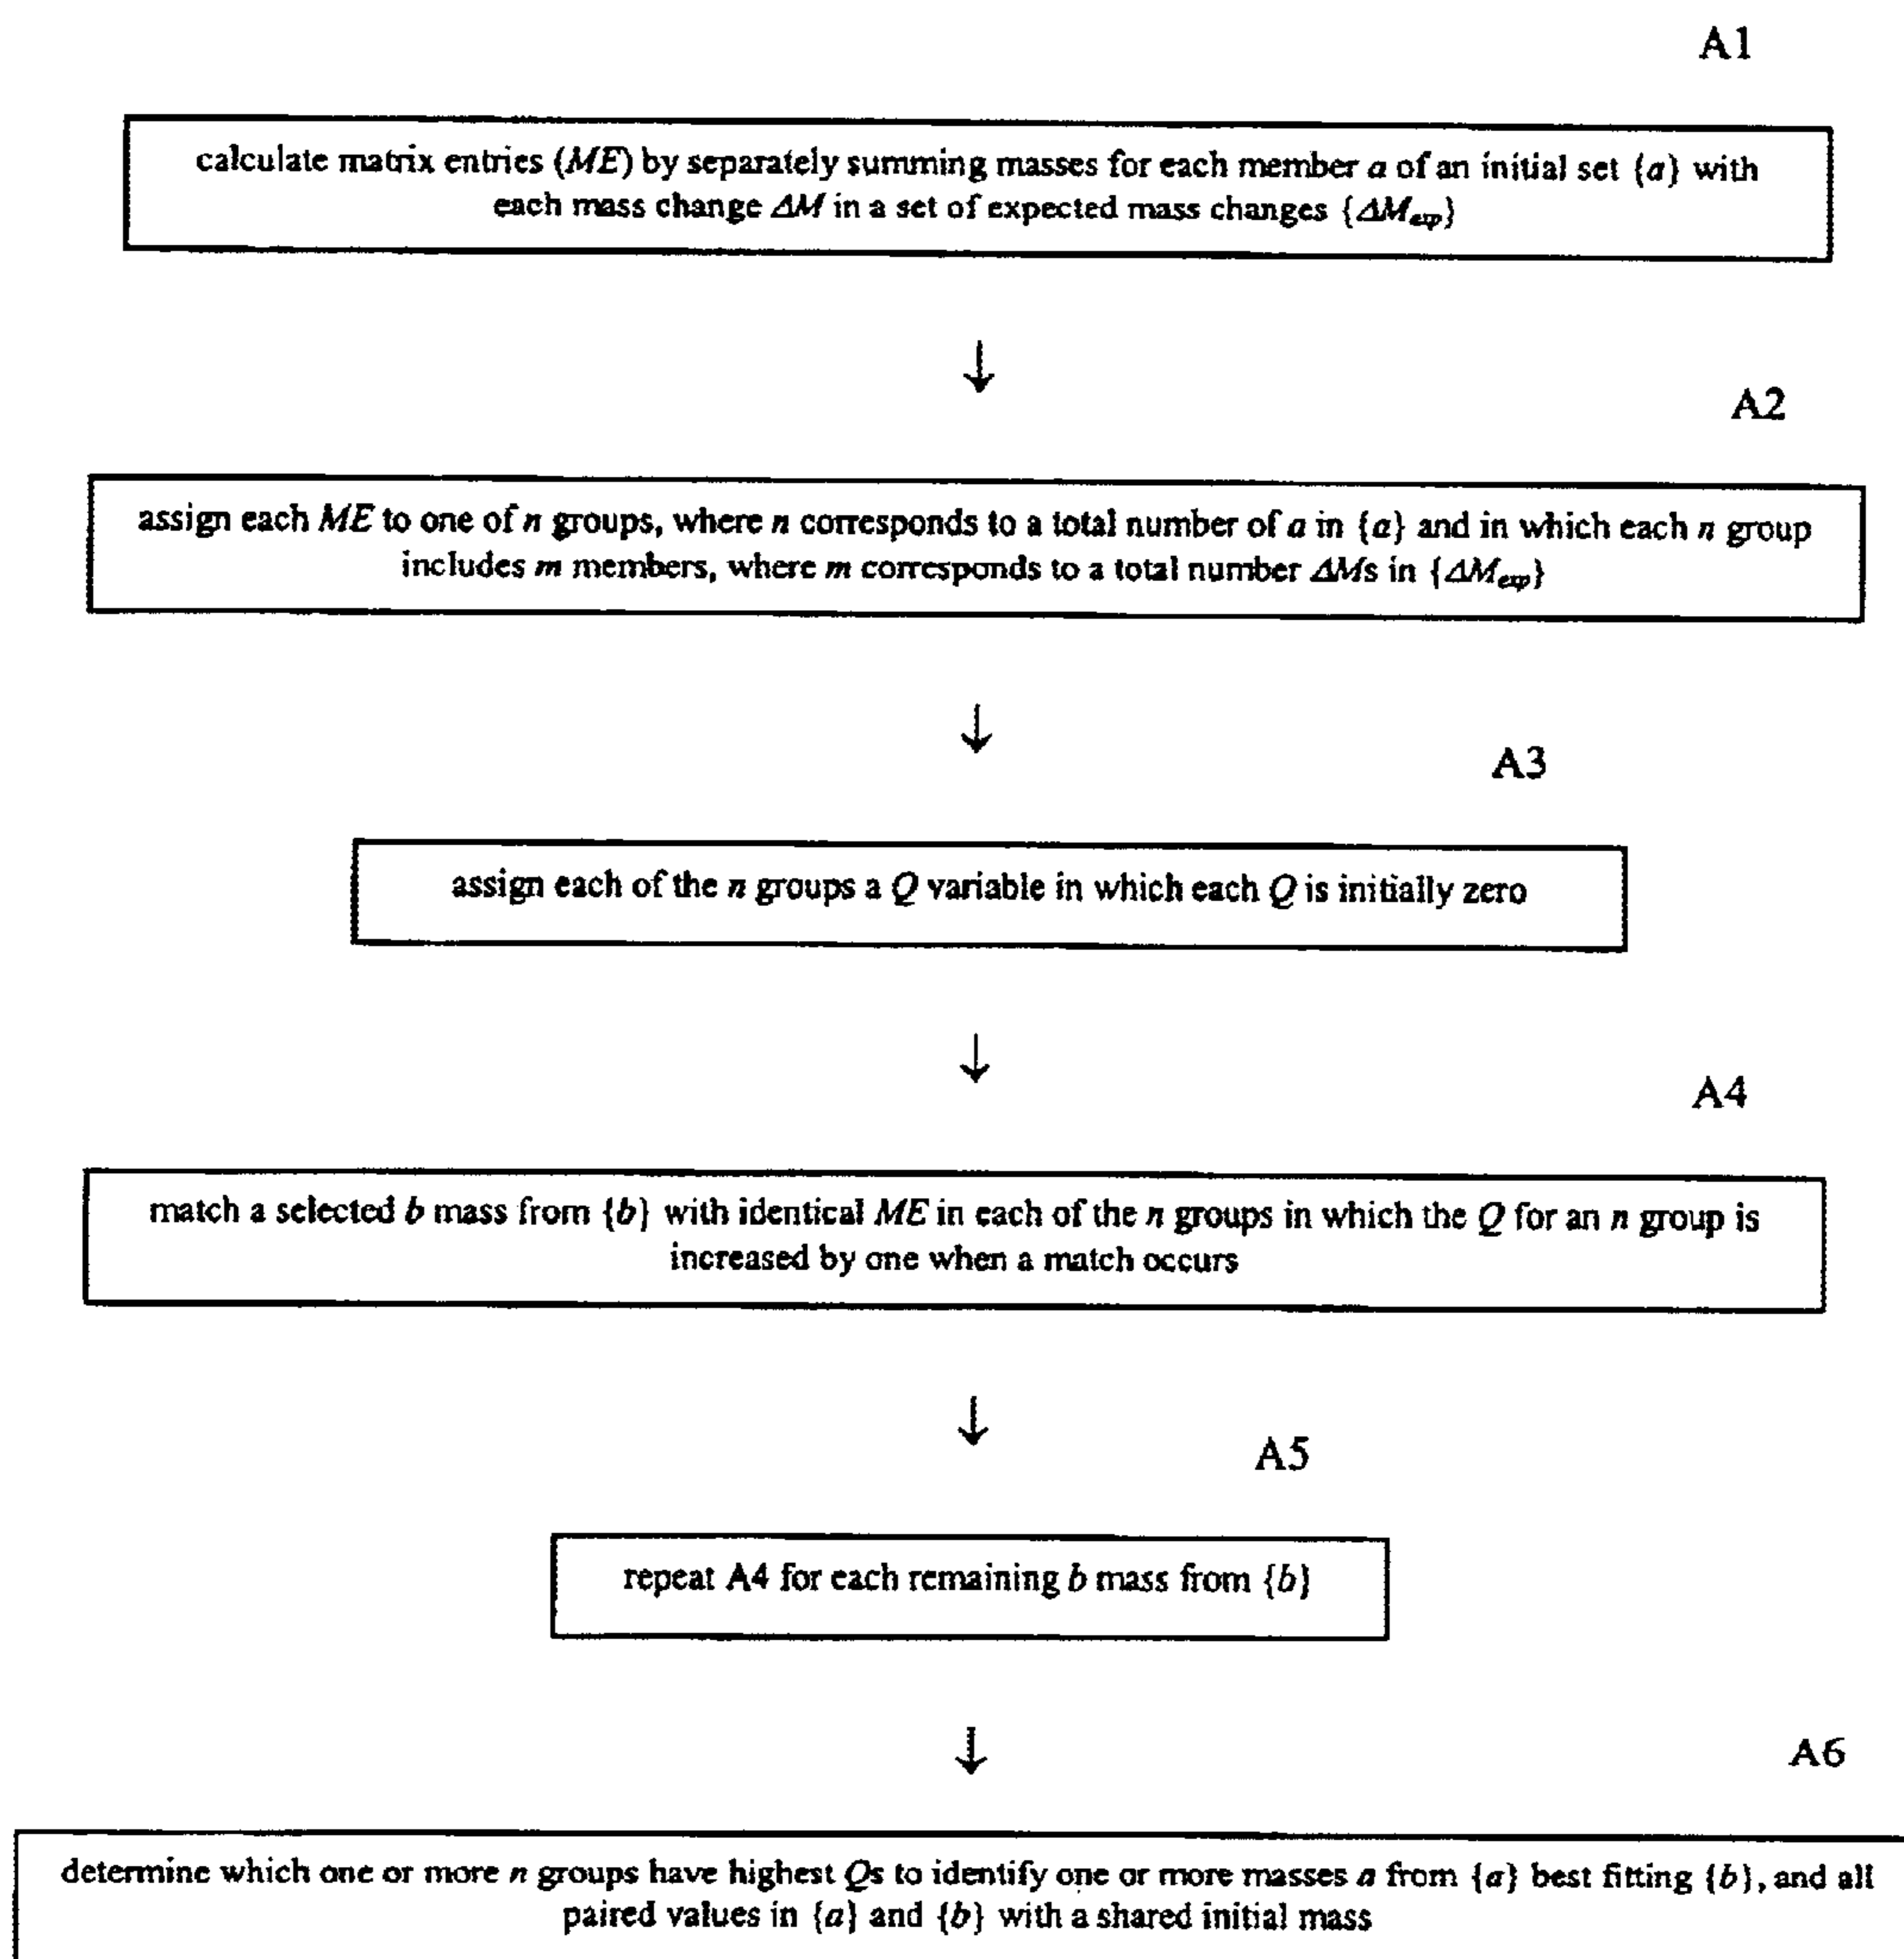 A1
calculate matrix entries (ME) by separately summing masses for each member a of an initial set {a} with
each mass change ΔM in a set of expected mass changes {ΔMexp}
↓
A2
assign each ME to one of n groups, where n corresponds to a total number of a in {a} and in which each n group
includes m members, where m corresponds to a total number ΔMs in {ΔMexp}
↓
A3
assign each of the n groups a Q variable in which each Q is initially zero
↓
A4
match a selected b mass from {b} with identical ME in each of the n groups in which the Q for an n group is
increased by one when a match occurs
↓
A5
repeat A4 for each remaining b mass from {b}
↓
A6
determine which one or more n groups have highest Qs to identify one or more masses a from {a} best fitting {b}, and all
paired values in {a} and {b} with a shared initial mass